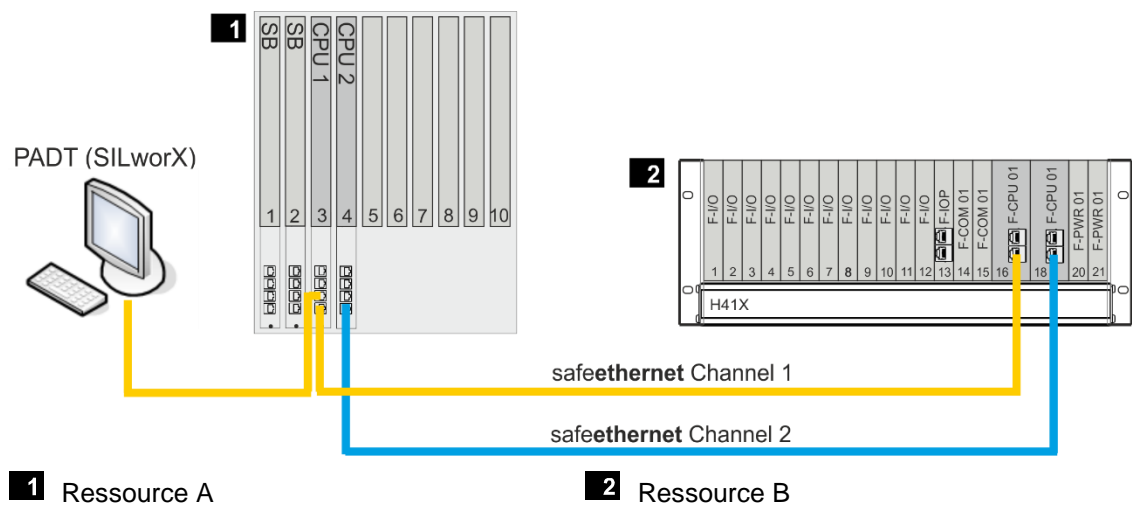 1
SB
SB
CPU 1
CPU 2
1 2 3 4 5 6 7 8 9 10
PADT (SILworX)
2
F-I/O
F-I/O
F-I/O
F-I/O
F-I/O
F-I/O
F-I/O
F-I/O
F-I/O
F-I/O
F-I/O
F-I/O
F-IOP
F-COM 01
F-COM 01
F-CPU 01
F-CPU 01
F-PWR 01
F-PWR 01
1 2 3 4 5 6 7 8 9 10 11 12 13 14 15 16 18 20 21
H41X
safeethernet Channel 1
safeethernet Channel 2
1 Ressource A
2 Ressource B